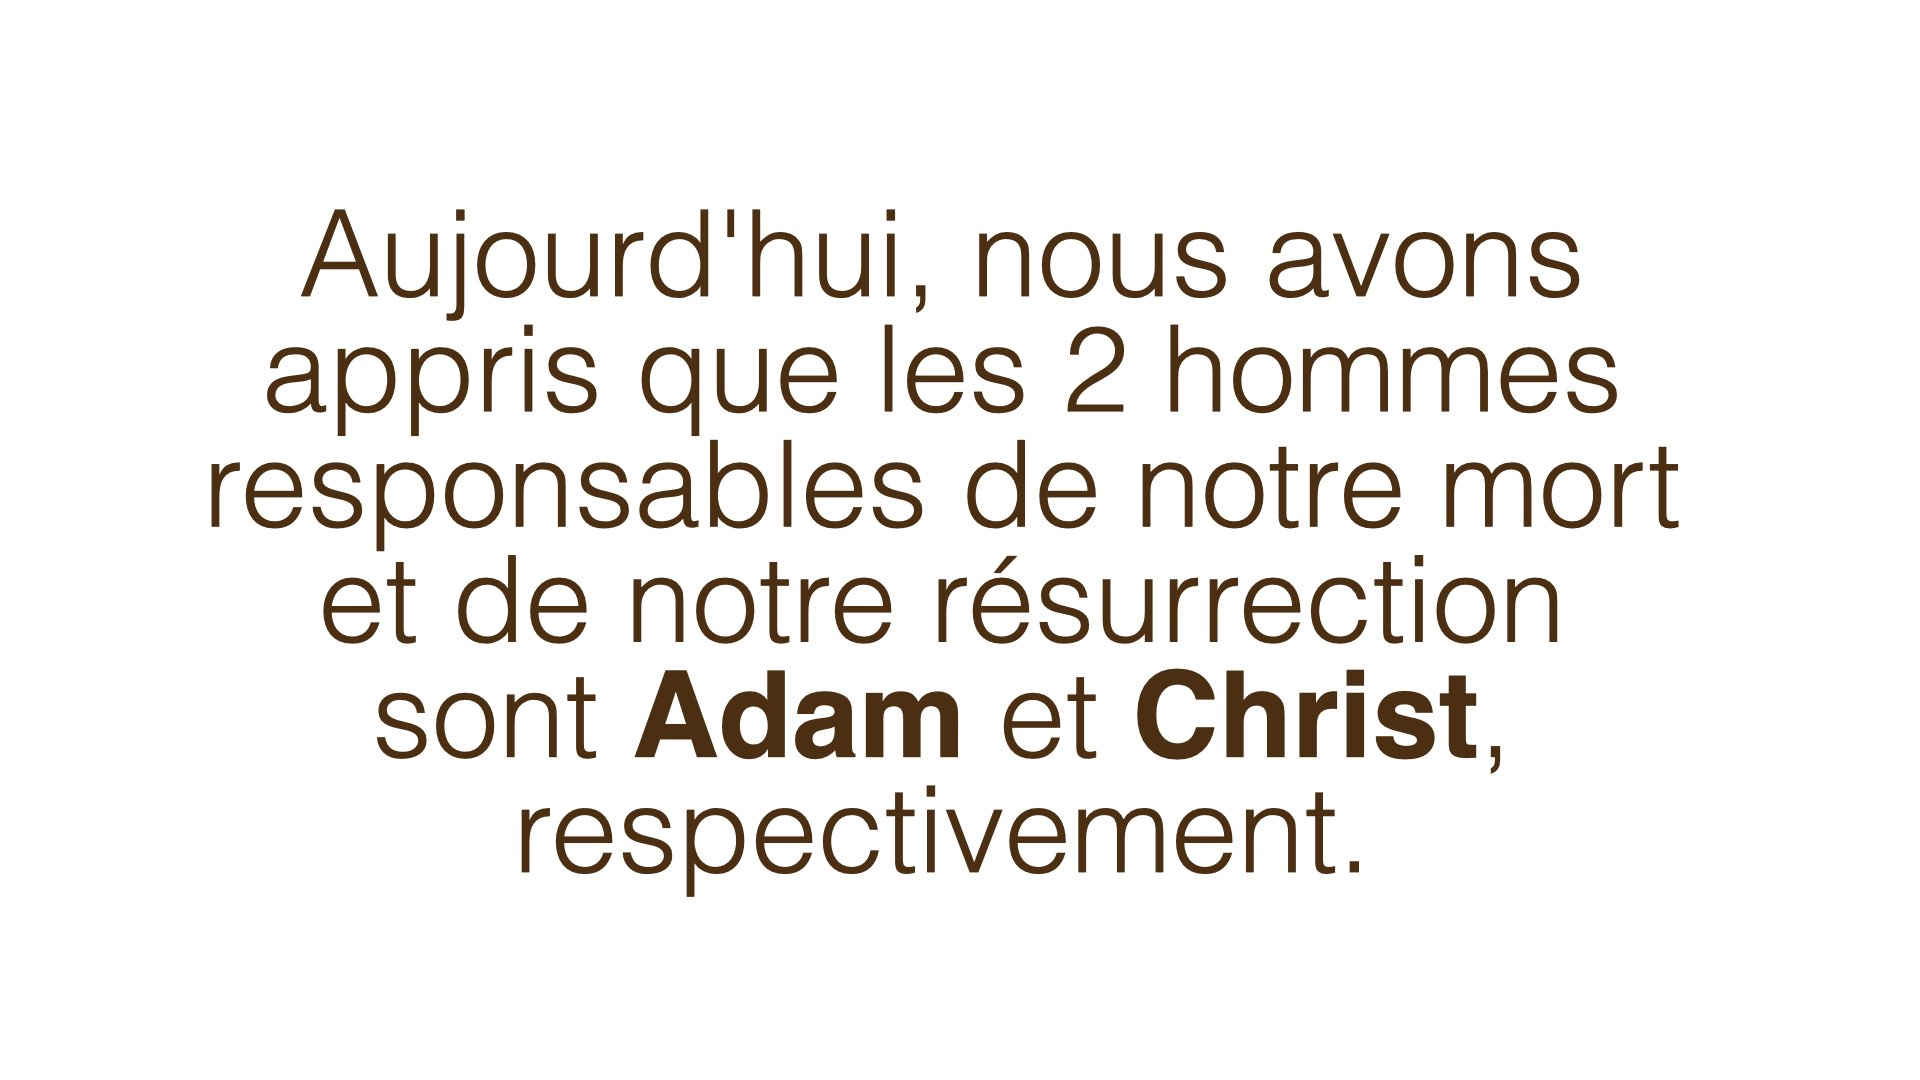 Aujourd'hui, nous avons
appris que les 2 hommes
responsables de notre mort
et de notre résurrection
sont Adam et Christ,
respectivement.